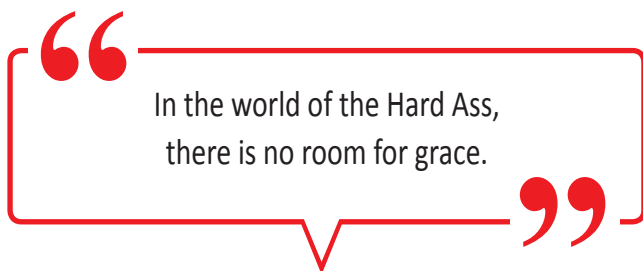 In the world of the Hard Ass,
there is no room for grace.